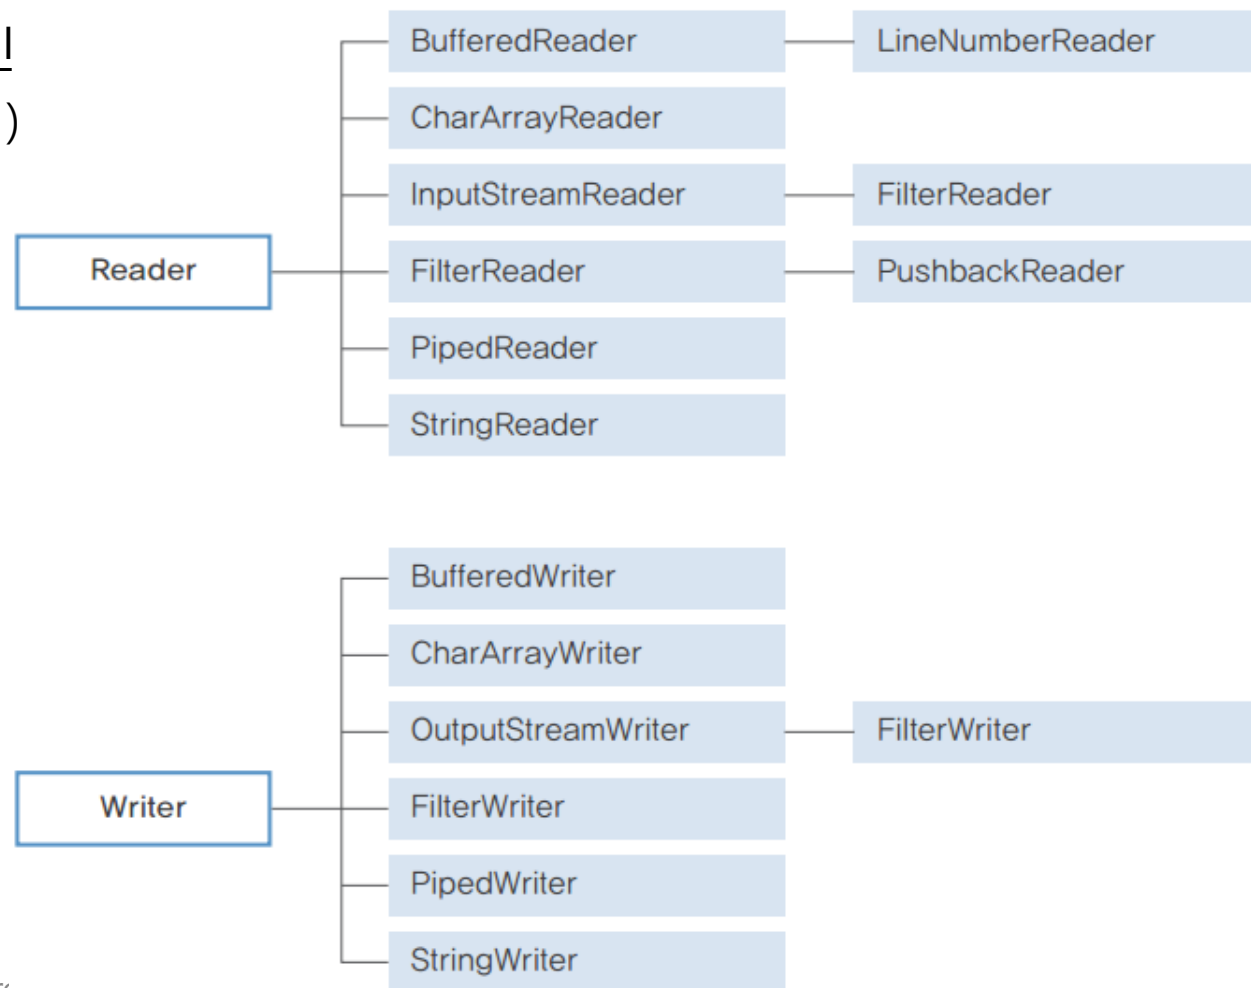 )
BufferedReader LineNumberReader
CharArrayReader
InputStreamReader FilterReader
Reader FilterReader PushbackReader
PipedReader
StringReader
BufferedWriter
CharArrayWriter
OutputStreamWriter FilterWriter
Writer FilterWriter
PipedWriter
StringWriter